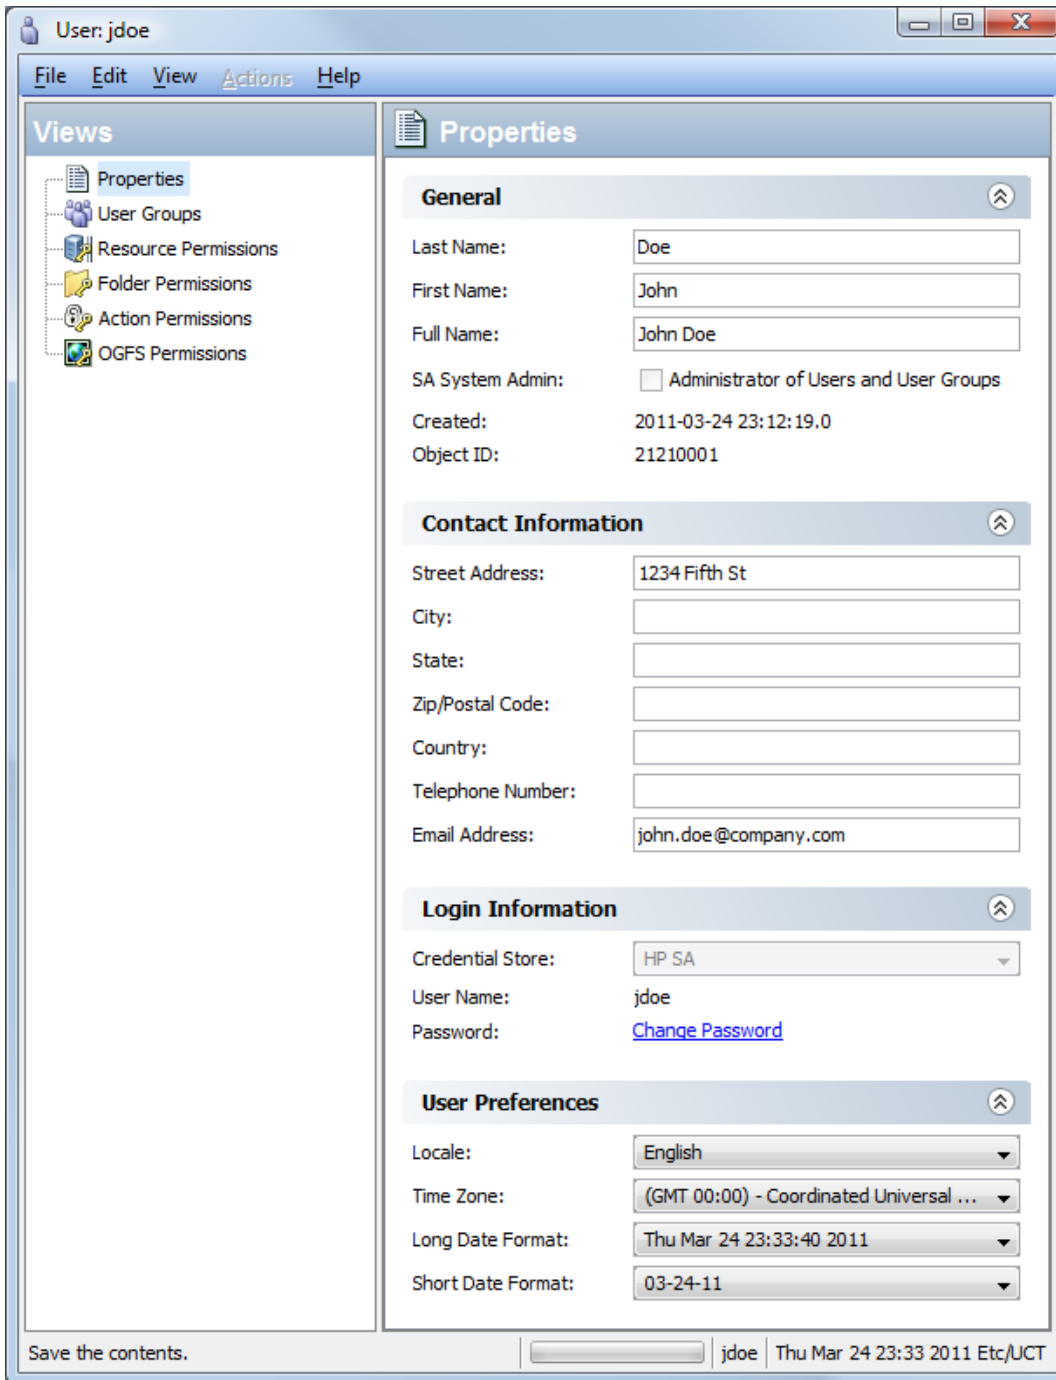 User: jdoe
File Edit View Actions Help
Views
Properties
User Groups
Resource Permissions
Folder Permissions
Action Permissions
OGFS Permissions
Properties
General
Last Name: Doe
First Name: John
Full Name: John Doe
SA System Admin: Administrator of Users and User Groups
Created: 2011-03-24 23:12:19.0
Object ID: 21210001
Contact Information
Street Address: 1234 Fifth St
City:
State:
Zip/Postal Code:
Country:
Telephone Number:
Email Address: john.doe@company.com
Login Information
Credential Store: HP SA
User Name: jdoe
Password: Change Password
User Preferences
Locale: English
Time Zone: (GMT 00:00) - Coordinated Universal ...
Long Date Format: Thu Mar 24 23:33:40 2011
Short Date Format: 03-24-11
Save the contents. jdoe Thu Mar 24 23:33 2011 Etc/UCT